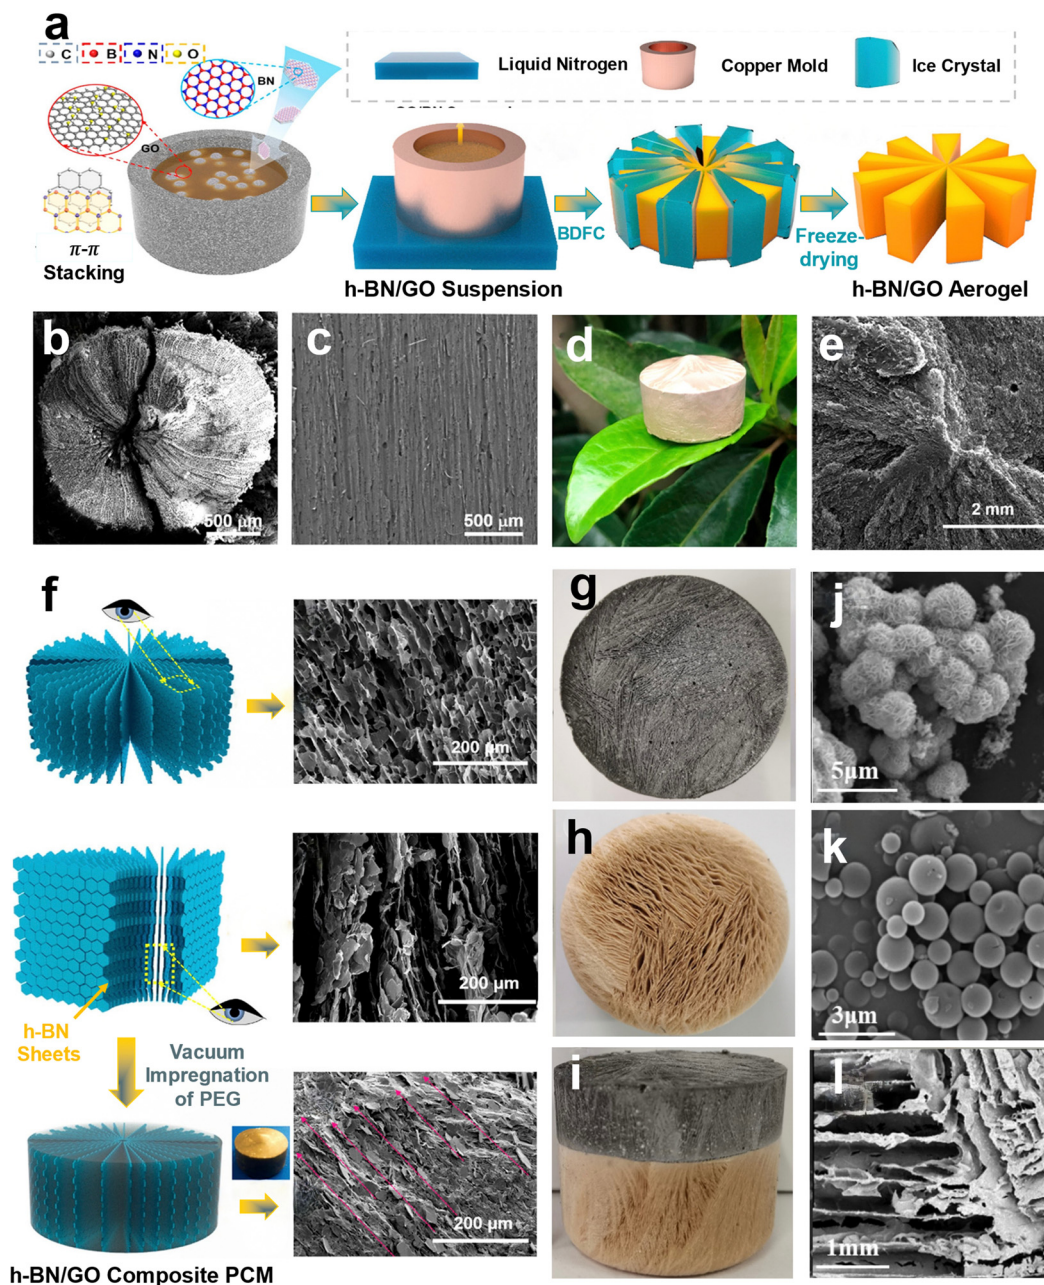 a
C B N O
BN
GO
π-π
Stacking
Liquid Nitrogen
Copper Mold
Ice Crystal
BDFC
Freeze-
drying
h-BN/GO Suspension
h-BN/GO Aerogel
b
500 µm
c
500 µm
d
e
2 mm
f
200 µm
g
j
5µm
200 µm
h
k
3µm
h-BN
Sheets
Vacuum
Impregnation
of PEG
200 µm
i
l
1mm
h-BN/GO Composite PCM